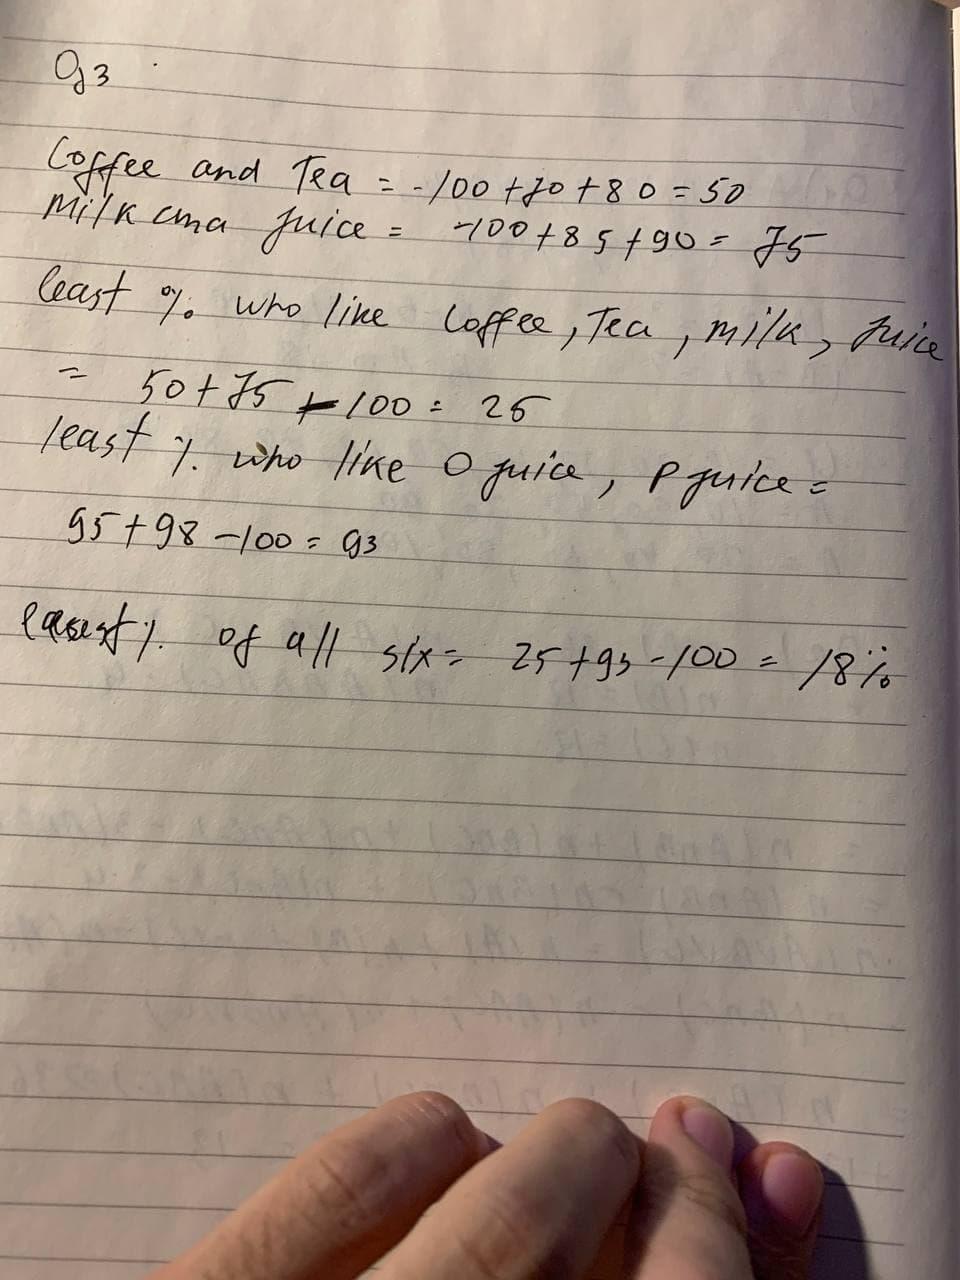 Q3
Coffee and Tea = -100+70+80=50
Milk and Juice = -100+85+90= 75
least % who like Coffee, Tea, milk, Juice
= 50+75-100= 25
least % who like O juice, P juice =
95+98-100= 93
least% of all six= 25+93-100= 18%